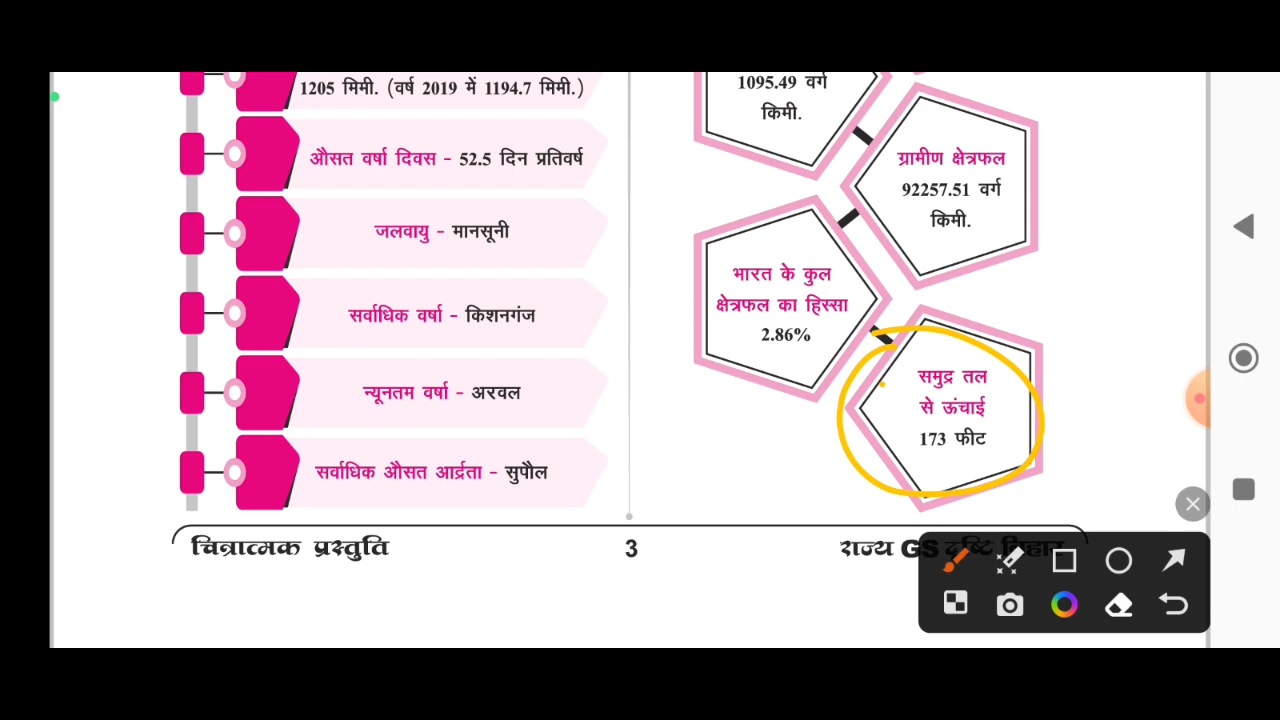 1205 मिमी. (वर्ष 2019 में 1194.7 मिमी.)
औसत वर्षा दिवस - 52.5 दिन प्रतिवर्ष
जलवायु - मानसूनी
सर्वाधिक वर्षा - किशनगंज
न्यूनतम वर्षा - अरवल
सर्वाधिक औसत आर्द्रता - सुपौल
1095.49 वर्ग
किमी.
ग्रामीण क्षेत्रफल
92257.51 वर्ग
किमी.
भारत के कुल
क्षेत्रफल का हिस्सा
2.86%
समुद्र तल
से ऊंचाई
173 फीट
चित्रात्मक प्रस्तुति
3
राज्य GS दृष्टि बिहार